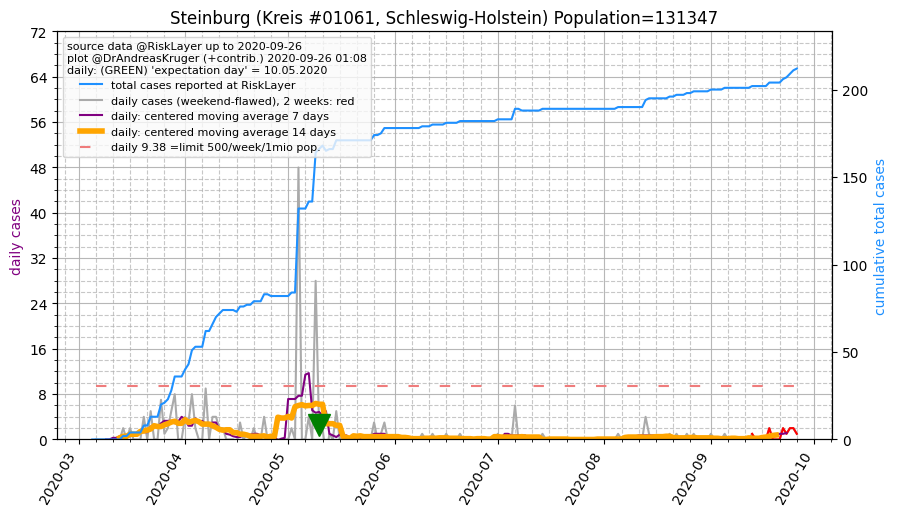 Steinburg (Kreis #01061, Schleswig-Holstein) Population=131347
source data @RiskLayer up to 2020-09-26
plot @DrAndreasKruger (+contrib.) 2020-09-26 01:08
daily: (GREEN) 'expectation day' = 10.05.2020
total cases reported at RiskLayer
daily cases (weekend-flawed), 2 weeks: red
daily: centered moving average 7 days
daily: centered moving average 14 days
daily 9.38 =limit 500/week/1mio pop.
daily cases
72
64
56
48
40
32
24
16
8
0
cumulative total cases
200
150
100
50
0
2020-03
2020-04
2020-05
2020-06
2020-07
2020-08
2020-09
2020-10